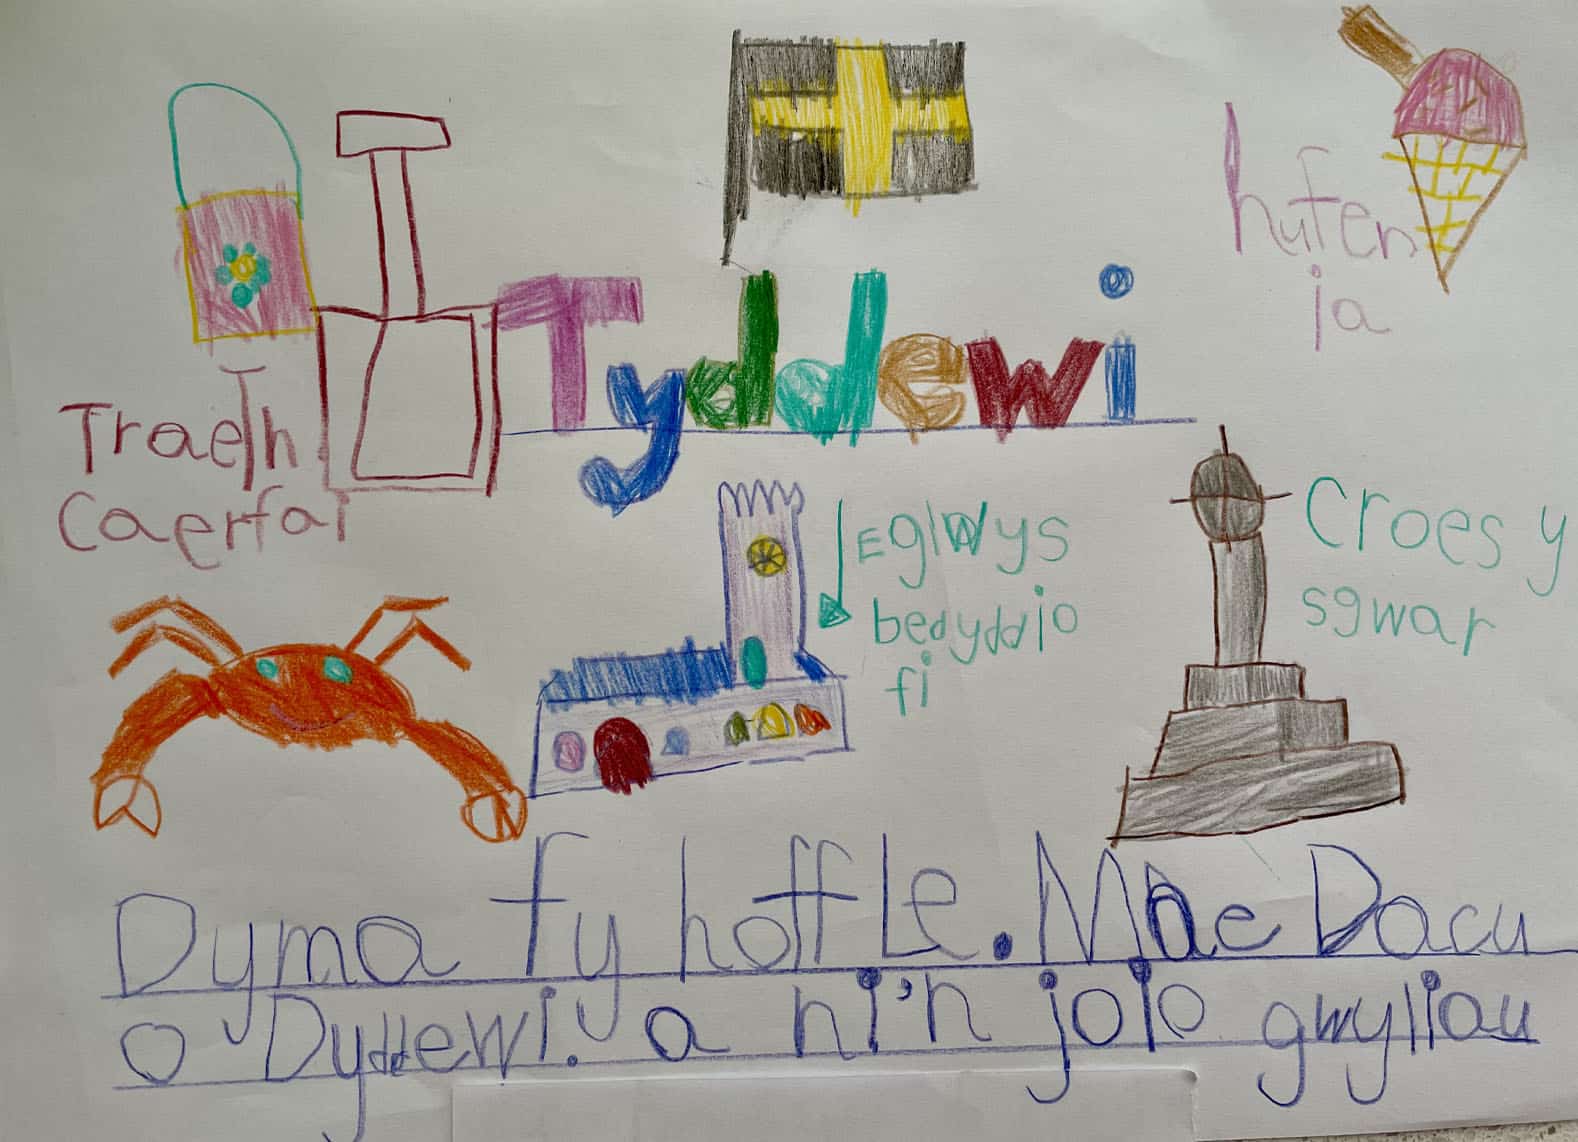 Tyddewi
hufen
ia
Traeth
Caerfai
Eglwys
bedyddio
fi
Croes y
sgwar
Dyma fy hoff le. Mae Dacu
o Dyddewi. a ni'n joio gwyliau